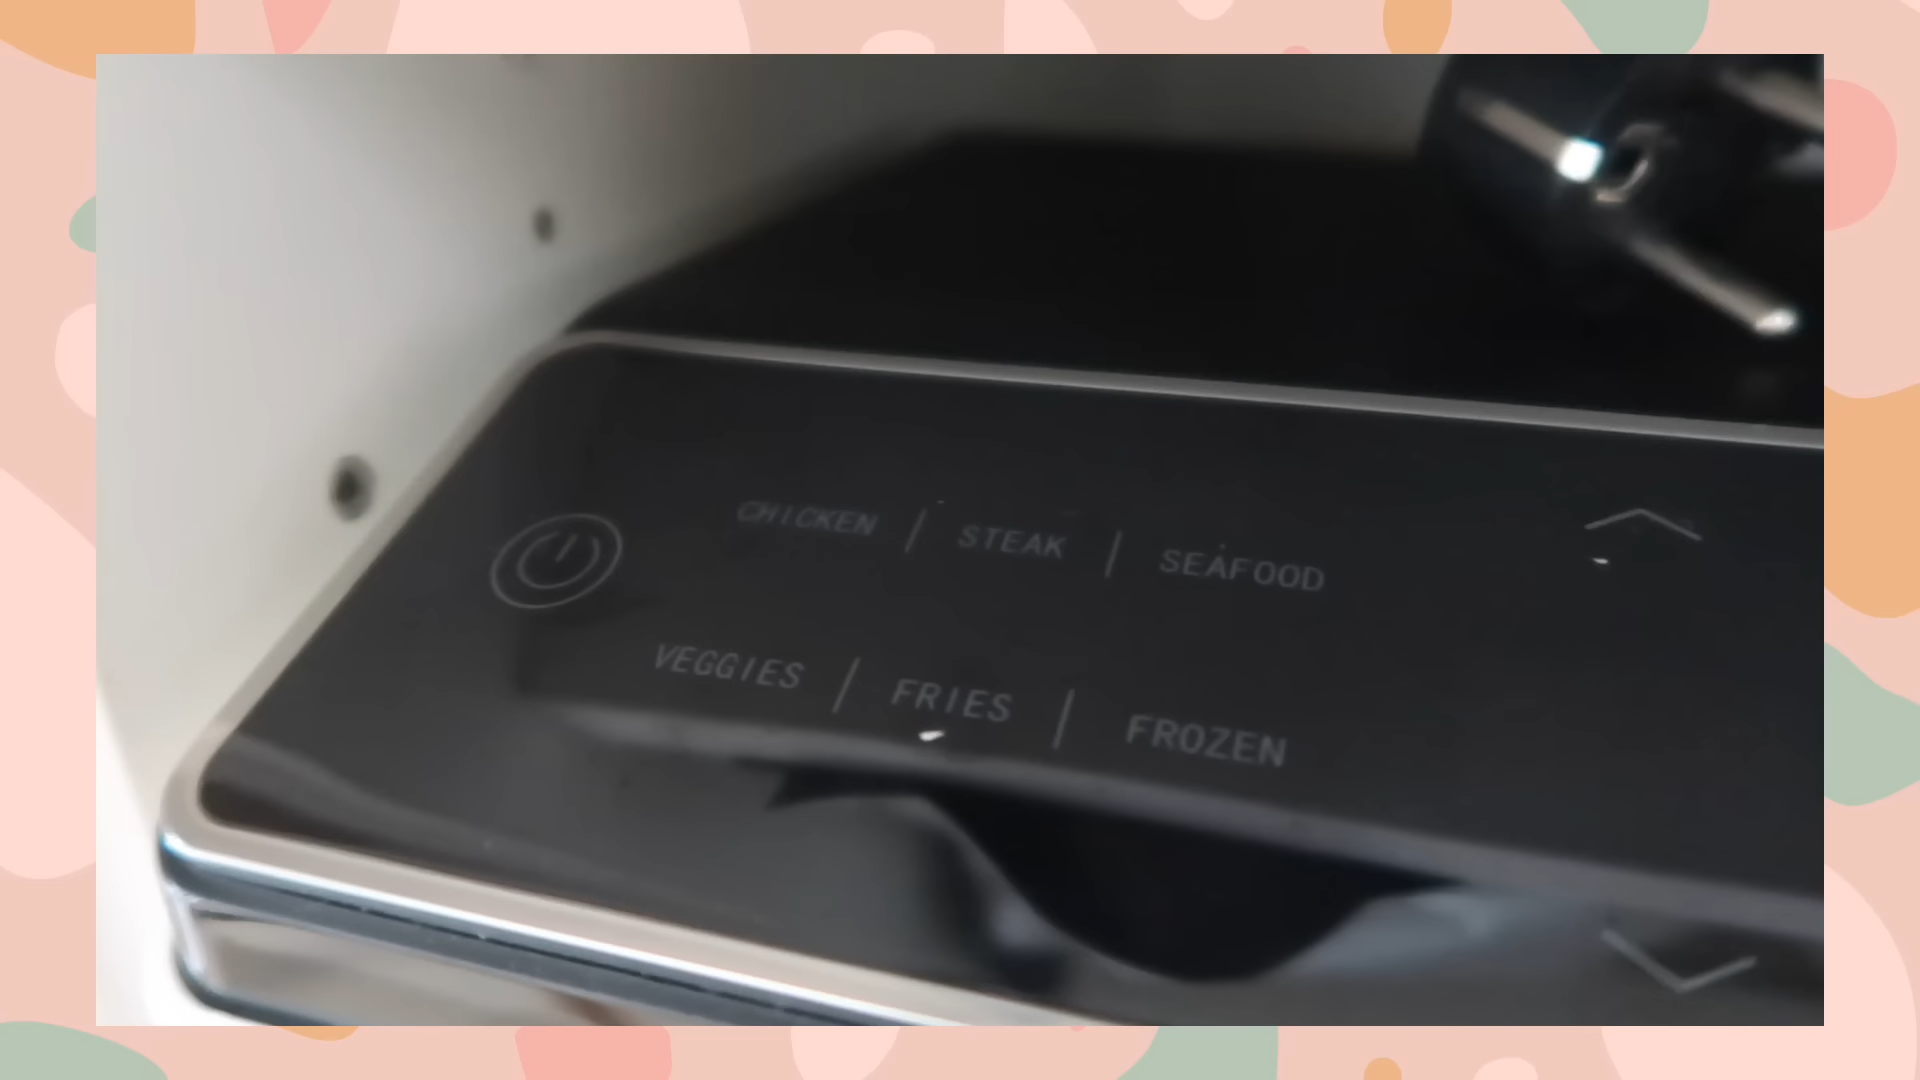 CHICKEN | STEAK | SEAFOOD
VEGGIES | FRIES | FROZEN